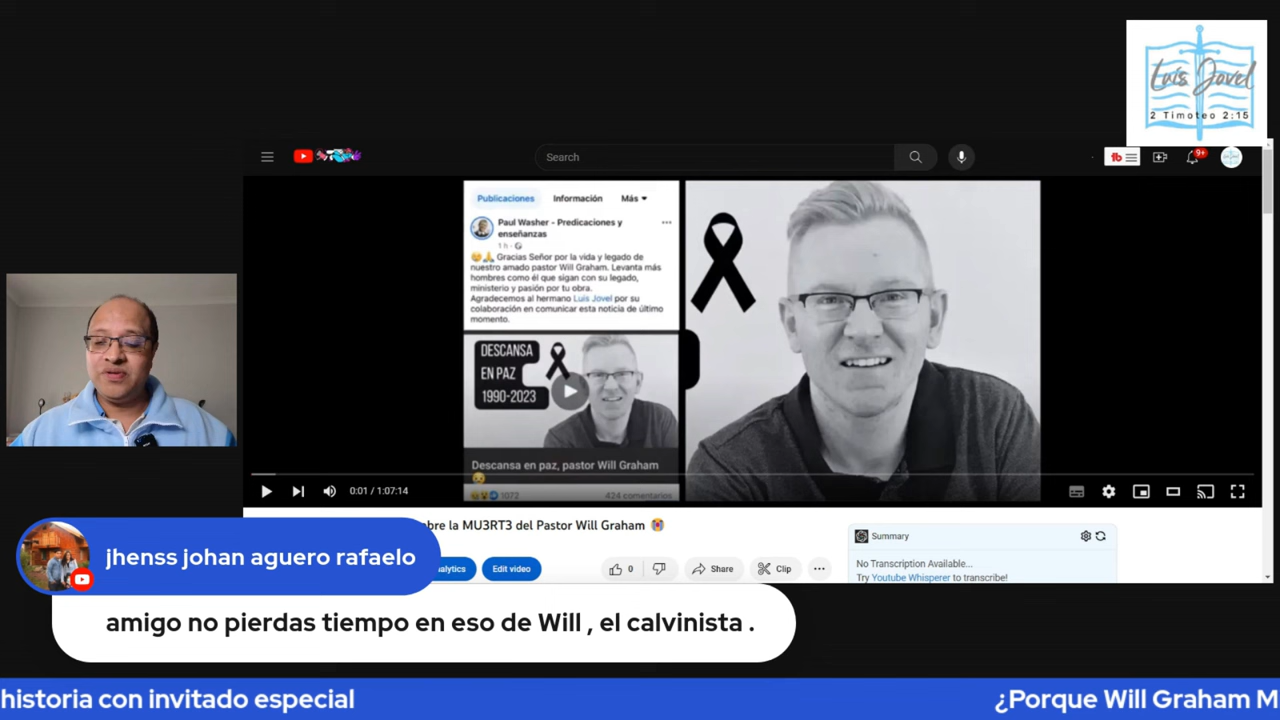 Luis Jovel
2 Timoteo 2:15
Search
9+
Publicaciones Información Más
Paul Washer - Predicaciones y
enseñanzas
1 h
Gracias Señor por la vida y legado de
nuestro amado pastor Will Graham. Levanta más
hombres como él que sigan con su legado,
ministerio y pasión por tu obra.
Agradecemos al hermano Luis Jovel por su
colaboración en comunicar esta noticia de último
momento.
DESCANSA
EN PAZ
1990-2023
Descansa en paz, pastor Will Graham
1072 424 comentarios
0:01 / 1:07:14
bre la MU3RT3 del Pastor Will Graham
alytics Edit video 0 Share Clip
Summary
No Transcription Available...
Try Youtube Whisperer to transcribe!
jhenss johan aguero rafaelo
amigo no pierdas tiempo en eso de Will , el calvinista .
historia con invitado especial ¿Porque Will Graham M